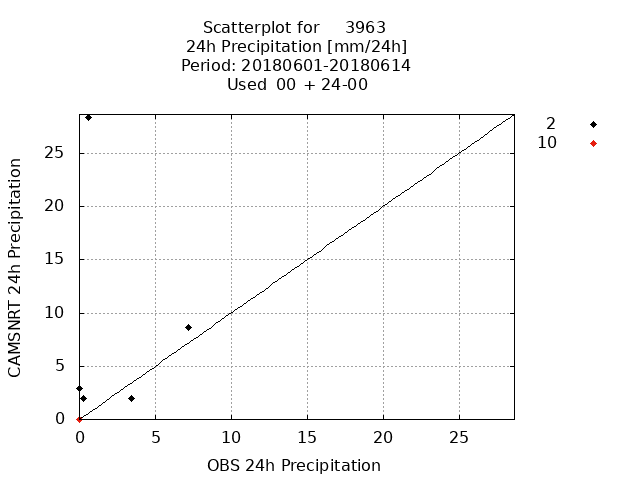 Scatterplot for 3963
24h Precipitation [mm/24h]
Period: 20180601-20180614
Used 00 + 24-00
2
10
CAMSNRT 24h Precipitation
25
20
15
10
5
0
0 5 10 15 20 25
OBS 24h Precipitation